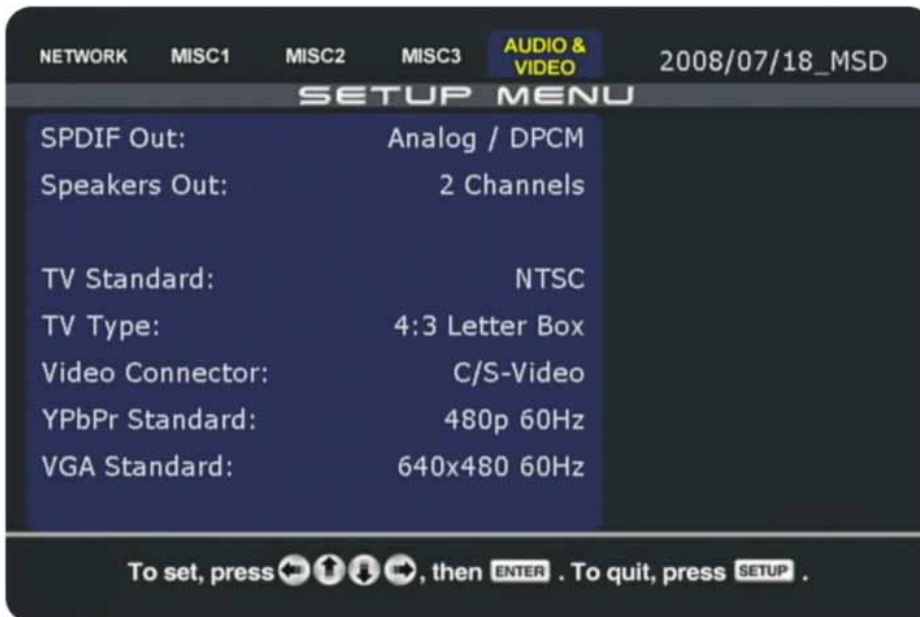 NETWORK MISC1 MISC2 MISC3 AUDIO & VIDEO 2008/07/18_MSD
SETUP MENU
SPDIF Out: Analog / DPCM
Speakers Out: 2 Channels
TV Standard: NTSC
TV Type: 4:3 Letter Box
Video Connector: C/S-Video
YPbPr Standard: 480p 60Hz
VGA Standard: 640x480 60Hz
To set, press , then ENTER . To quit, press SETUP .